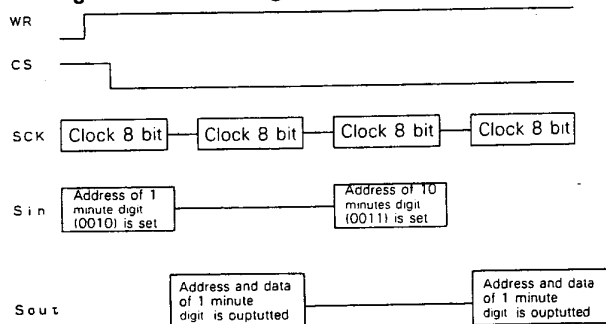 WR
CS
SCK Clock 8 bit Clock 8 bit Clock 8 bit Clock 8 bit
Sin
Address of 1
minute digit
(0010) is set
Address of 10
minutes digit
(0011) is set
Sout
Address and data
of 1 minute
digit is ouptutted
Address and data
of 1 minute
digit is ouptutted